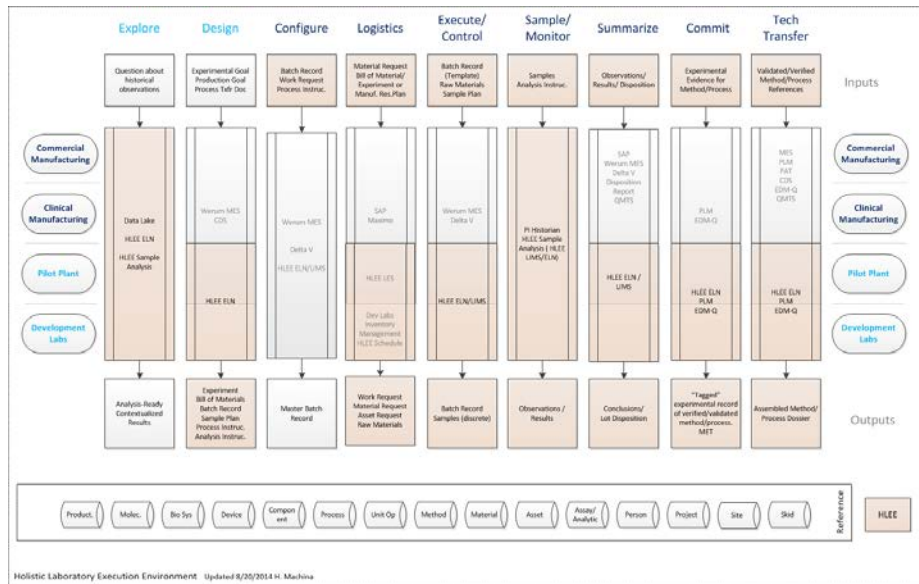 Explore
Design
Configure
Logistics
Execute/
Control
Sample/
Monitor
Summarize
Commit
Tech
Transfer
Question about
historical
observations
Experimental Goal
Production Goal
Process Tsfr Doc
Batch Record
Work Request
Process Instruc.
Material Request
Bill of Material/
Experiment or
Manuf. Res.Plan
Batch Record
(Template)
Raw Materials
Sample Plan
Samples
Analysis Instruc.
Observations/
Results/ Disposition
Experimental
Evidence for
Method/Process
Validated/Verified
Method/Process
References
Inputs
Commercial
Manufacturing
Clinical
Manufacturing
Pilot Plant
Development
Labs
Data Lake
HLEE ELN
HLEE Sample
Analysis
Werum MES
CDS
HLEE ELN
Werum MES
Delta V
HLEE ELN/LIMS
SAP
Maximo
HLEE LES
Dev Labs
Inventory
Management
HLEE Schedule
Werum MES
Delta V
HLEE ELN/LIMS
PI Historian
HLEE Sample
Analysis ( HLEE
LIMS/ELN)
SAP
Werum MES
Delta V
Disposition
Report
QMTS
HLEE ELN /
LIMS
PLM
EDM-Q
HLEE ELN
PLM
EDM-Q
MES
PLM
PAT
CDS
EDM-Q
QMTS
HLEE ELN
PLM
EDM-Q
Commercial
Manufacturing
Clinical
Manufacturing
Pilot Plant
Development
Labs
Analysis-Ready
Contextualized
Results
Experiment
Bill of Materials
Batch Record
Sample Plan
Process Instruc.
Analysis Instruc.
Master Batch
Record
Work Request
Material Request
Asset Request
Raw Materials
Batch Record
Samples (discrete)
Observations /
Results
Conclusions/
Lot Disposition
"Tagged"
experimental record
of verified/validated
method/process.
MET
Assembled Method/
Process Dossier
Outputs
Product.
Molec.
Bio Sys
Device
Compon
ent
Process
Unit Op
Method
Material
Asset
Assay/
Analytic
Person
Project
Site
Skid
Reference
HLEE
Holistic Laboratory Execution Environment Updated 8/20/2014 H. Machina